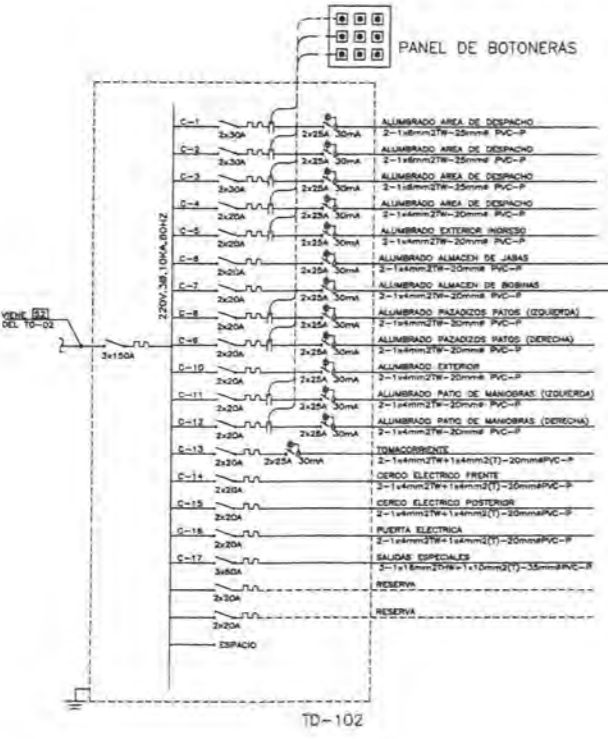 PANEL DE BOTONERAS
220V,3Ø,10KA,60HZ
VIENE S2
DEL TD-02
3x150A
C-1 2x30A 2x25A 30mA ALUMBRADO AREA DE DESPACHO
2-1x6mm2TW-25mmø PVC-P
C-2 2x30A 2x25A 30mA ALUMBRADO AREA DE DESPACHO
2-1x6mm2TW-25mmø PVC-P
C-3 2x30A 2x25A 30mA ALUMBRADO AREA DE DESPACHO
2-1x6mm2TW-25mmø PVC-P
C-4 2x20A 2x25A 30mA ALUMBRADO AREA DE DESPACHO
2-1x4mm2TW-20mmø PVC-P
C-5 2x20A 2x25A 30mA ALUMBRADO EXTERIOR INGRESO
2-1x4mm2TW-20mmø PVC-P
C-6 2x20A 2x25A 30mA ALUMBRADO ALMACEN DE JABAS
2-1x4mm2TW-20mmø PVC-P
C-7 2x20A 2x25A 30mA ALUMBRADO ALMACEN DE BOBINAS
2-1x4mm2TW-20mmø PVC-P
C-8 2x20A 2x25A 30mA ALUMBRADO PAZADIZOS PATOS (IZQUIERDA)
2-1x4mm2TW-20mmø PVC-P
C-9 2x20A 2x25A 30mA ALUMBRADO PAZADIZOS PATOS (DERECHA)
2-1x4mm2TW-20mmø PVC-P
C-10 2x20A 2x25A 30mA ALUMBRADO EXTERIOR
2-1x4mm2TW-20mmø PVC-P
C-11 2x20A 2x25A 30mA ALUMBRADO PATIO DE MANIOBRAS (IZQUIERDA)
2-1x4mm2TW-20mmø PVC-P
C-12 2x20A 2x25A 30mA ALUMBRADO PATIO DE MANIOBRAS (DERECHA)
2-1x4mm2TW-20mmø PVC-P
C-13 2x20A 2x25A 30mA TOMACORRIENTE
2-1x4mm2TW+1x4mm2(T)-20mmøPVC-P
C-14 2x20A CERCO ELECTRICO FRENTE
2-1x4mm2TW+1x4mm2(T)-20mmøPVC-P
C-15 2x20A CERCO ELECTRICO POSTERIOR
2-1x4mm2TW+1x4mm2(T)-20mmøPVC-P
C-16 2x20A PUERTA ELECTRICA
2-1x4mm2TW+1x4mm2(T)-20mmøPVC-P
C-17 3x60A SALIDAS ESPECIALES
3-1x16mm2THW+1x10mm2(T)-35mmøPVC-P
2x20A RESERVA
2x20A RESERVA
ESPACIO
TD-102